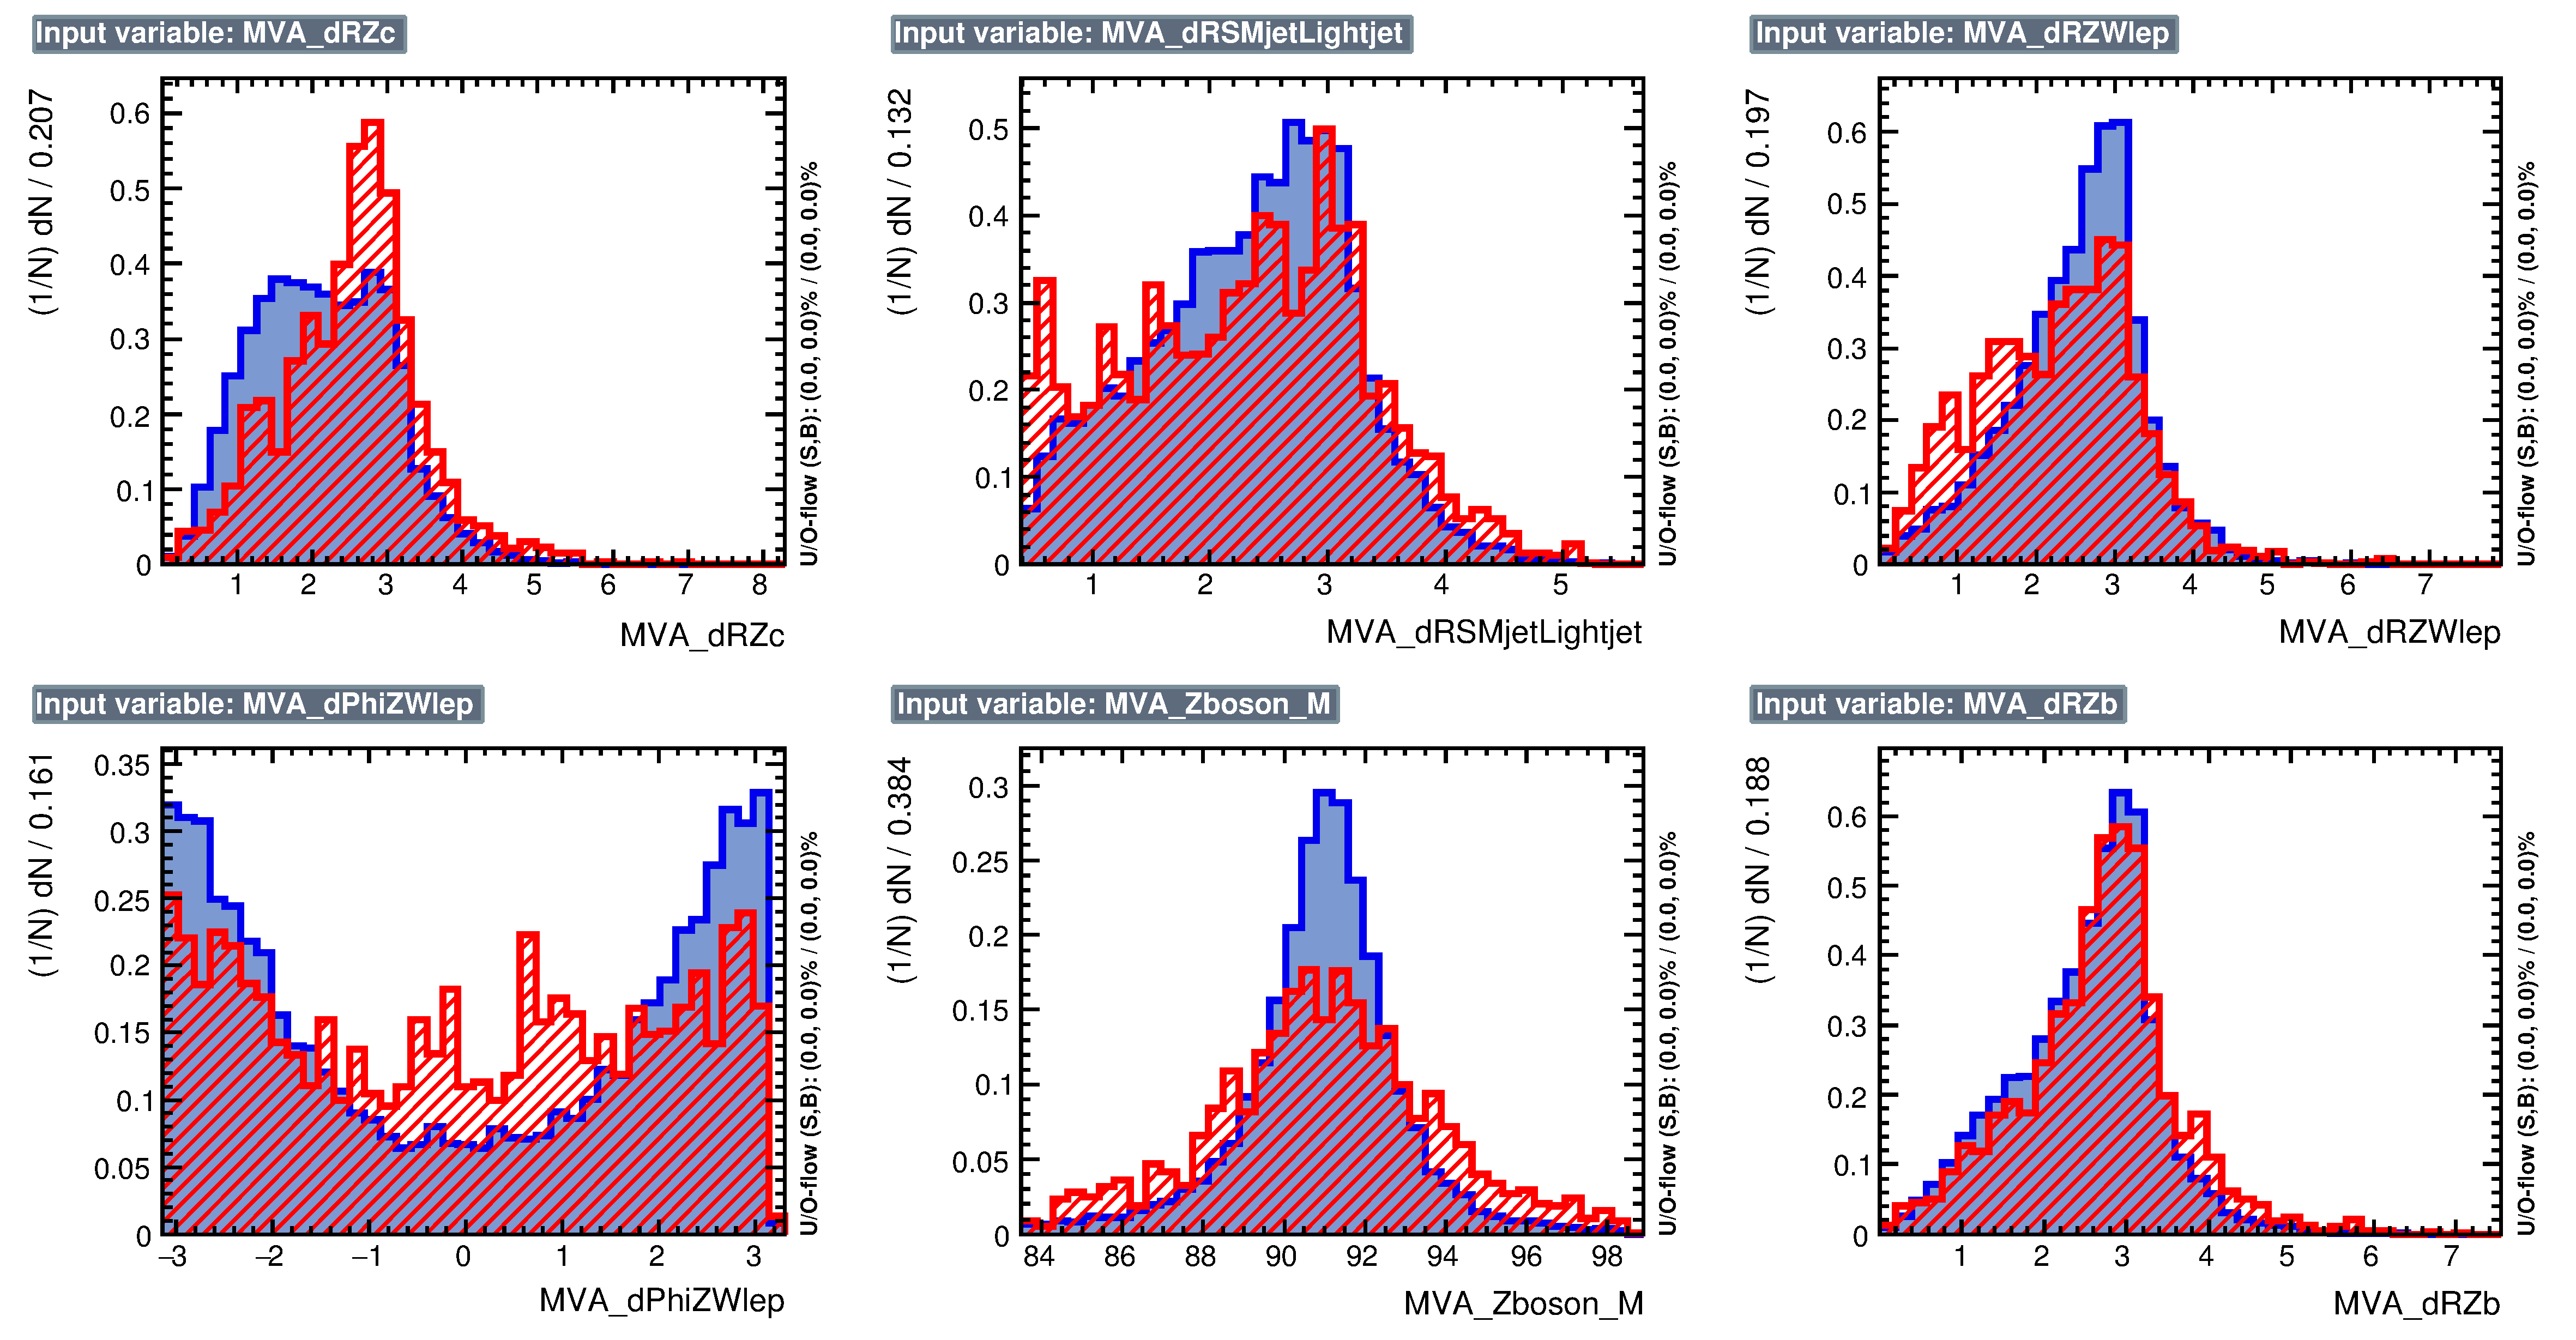 Input variable: MVA_dRZc
(1/N) dN / 0.207
0.6
0.5
0.4
0.3
0.2
0.1
0
1 2 3 4 5 6 7 8
MVA_dRZc
U/O-flow (S,B): (0.0, 0.0)% / (0.0, 0.0)%
Input variable: MVA_dRSMjetLightjet
(1/N) dN / 0.132
0.5
0.4
0.3
0.2
0.1
0
1 2 3 4 5
MVA_dRSMjetLightjet
U/O-flow (S,B): (0.0, 0.0)% / (0.0, 0.0)%
Input variable: MVA_dRZWlep
(1/N) dN / 0.197
0.6
0.5
0.4
0.3
0.2
0.1
0
1 2 3 4 5 6 7
MVA_dRZWlep
U/O-flow (S,B): (0.0, 0.0)% / (0.0, 0.0)%
Input variable: MVA_dPhiZWlep
(1/N) dN / 0.161
0.35
0.3
0.25
0.2
0.15
0.1
0.05
0
−3 −2 −1 0 1 2 3
MVA_dPhiZWlep
U/O-flow (S,B): (0.0, 0.0)% / (0.0, 0.0)%
Input variable: MVA_Zboson_M
(1/N) dN / 0.384
0.3
0.25
0.2
0.15
0.1
0.05
0
84 86 88 90 92 94 96 98
MVA_Zboson_M
U/O-flow (S,B): (0.0, 0.0)% / (0.0, 0.0)%
Input variable: MVA_dRZb
(1/N) dN / 0.188
0.6
0.5
0.4
0.3
0.2
0.1
0
1 2 3 4 5 6 7
MVA_dRZb
U/O-flow (S,B): (0.0, 0.0)% / (0.0, 0.0)%